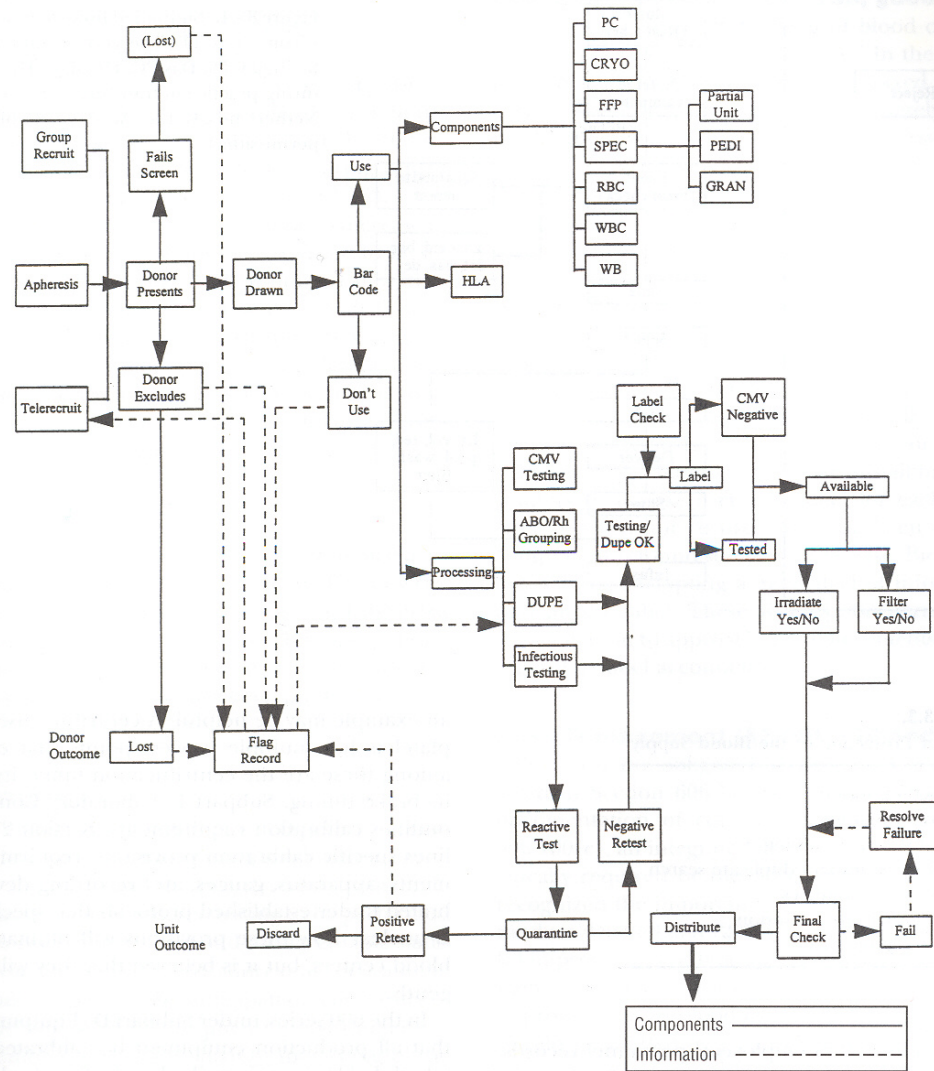 (Lost)
PC
CRYO
FFP
SPEC
RBC
WBC
WB
Partial
Unit
PEDI
GRAN
Components
Group
Recruit
Fails
Screen
Use
Apheresis
Donor
Presents
Donor
Drawn
Bar
Code
HLA
Telerecruit
Donor
Excludes
Don't
Use
Label
Check
CMV
Negative
CMV
Testing
Label
Available
ABO/Rh
Grouping
Testing/
Dupe OK
Tested
Processing
DUPE
Irradiate
Yes/No
Filter
Yes/No
Infectious
Testing
Donor
Outcome
Lost
Flag
Record
Reactive
Test
Negative
Retest
Resolve
Failure
Unit
Outcome
Discard
Positive
Retest
Quarantine
Distribute
Final
Check
Fail
Components
Information